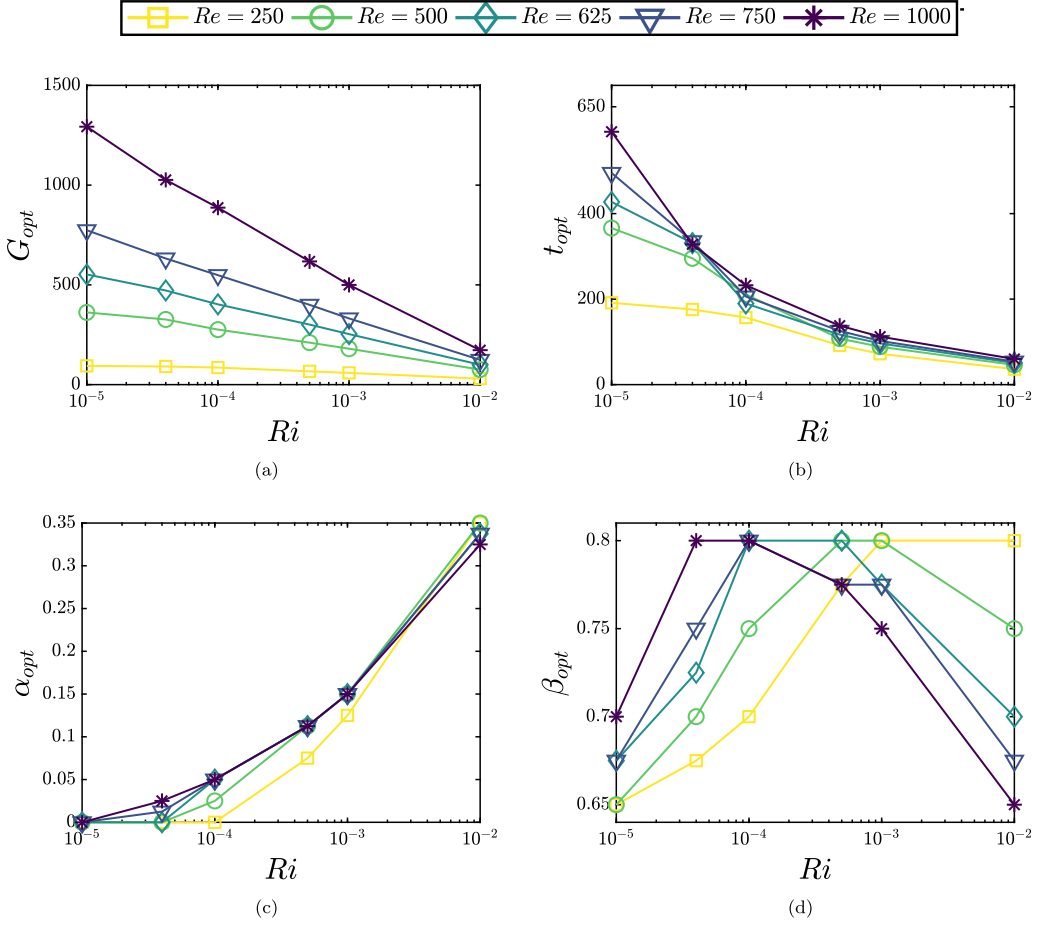 Re = 250 Re = 500 Re = 625 Re = 750 Re = 1000
1500
1000
500
0
G_opt
10^-5 10^-4 10^-3 10^-2
Ri
(a)
650
400
200
0
t_opt
10^-5 10^-4 10^-3 10^-2
Ri
(b)
0.35
0.3
0.25
0.2
0.15
0.1
0.05
0
α_opt
10^-5 10^-4 10^-3 10^-2
Ri
(c)
0.8
0.75
0.7
0.65
β_opt
10^-5 10^-4 10^-3 10^-2
Ri
(d)